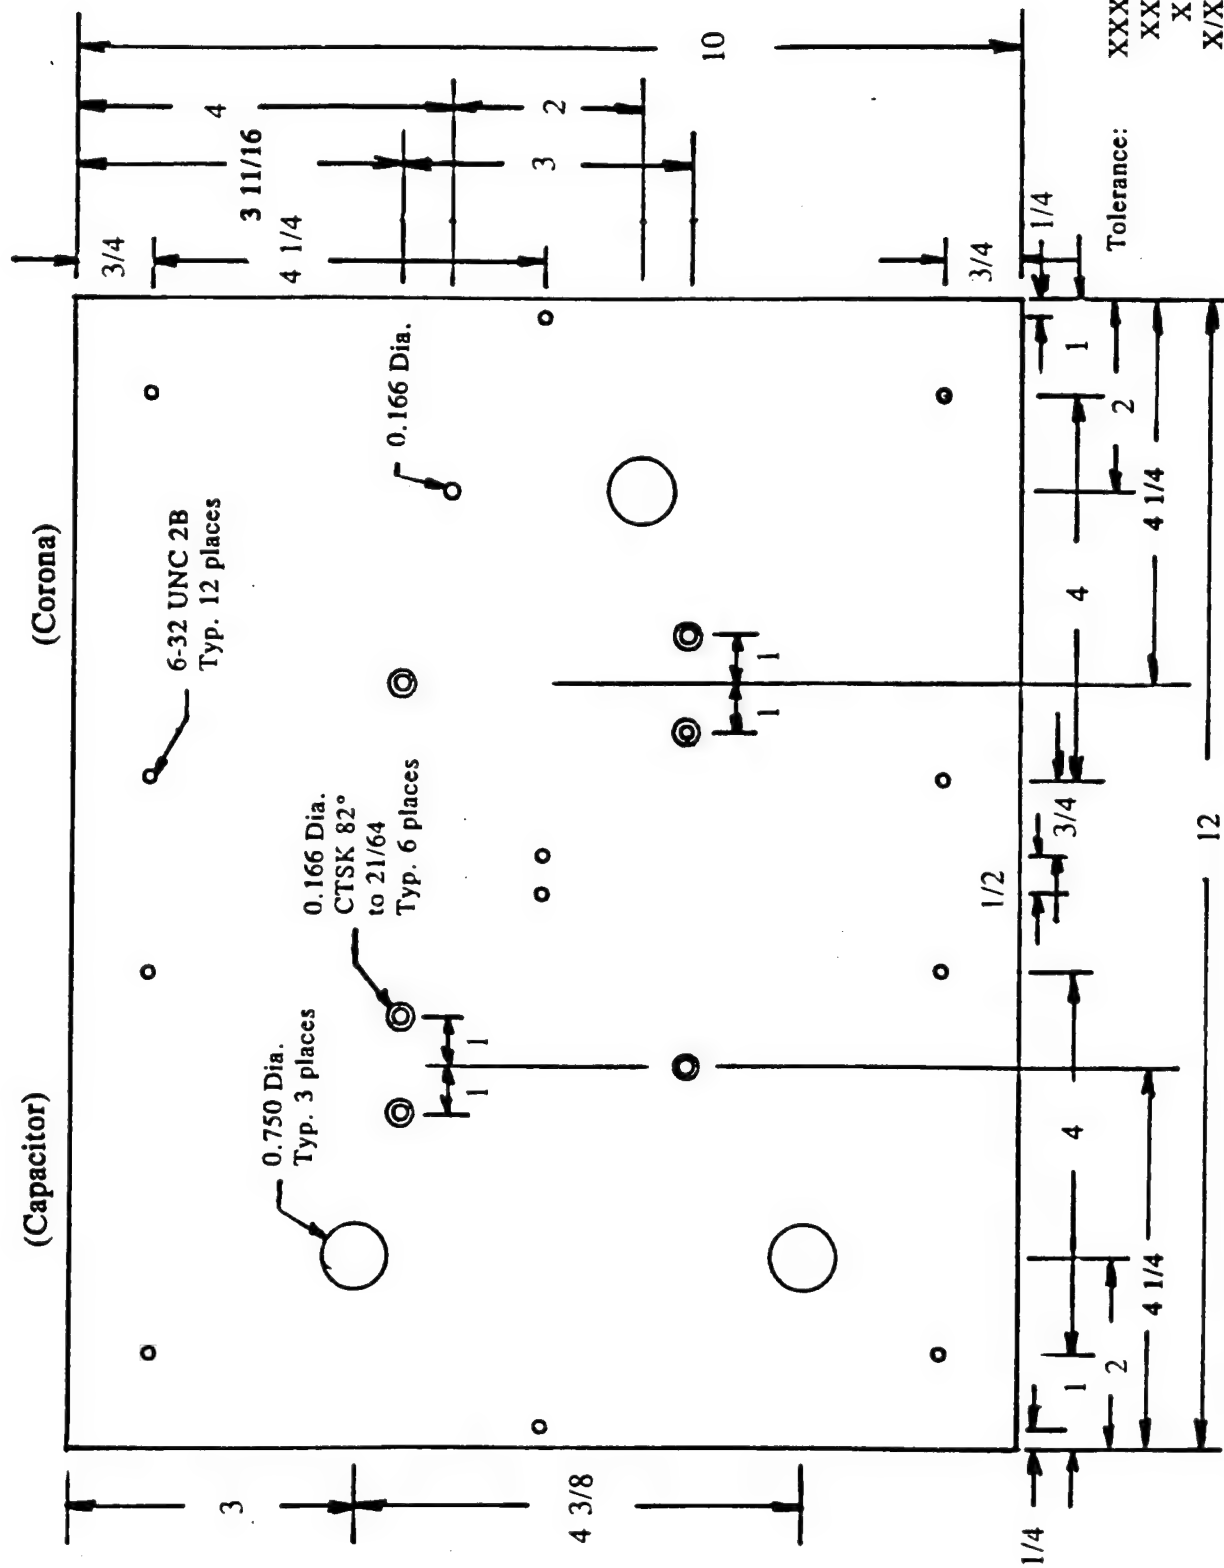 (Capacitor)
(Corona)
0.750 Dia.
Typ. 3 places
0.166 Dia.
CTSK 82°
to 21/64
Typ. 6 places
6-32 UNC 2B
Typ. 12 places
0.166 Dia.
3
4 3/8
1/4
3/4
4 1/4
3 11/16
3
4
2
10
3/4
1/4
1
1
1
1
1
2
4
4 1/4
1/2
3/4
12
4
4 1/4
2
1
Tolerance:
XXX
XX
X
X/X